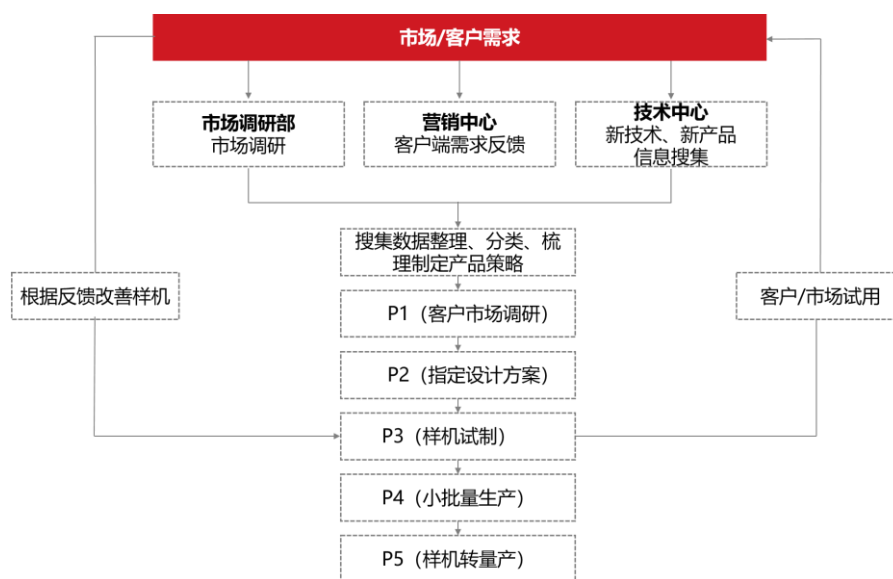 市场/客户需求
市场调研部
市场调研
营销中心
客户端需求反馈
技术中心
新技术、新产品
信息搜集
搜集数据整理、分类、梳
理制定产品策略
根据反馈改善样机
客户/市场试用
P1（客户市场调研）
P2（指定设计方案）
P3（样机试制）
P4（小批量生产）
P5（样机转量产）